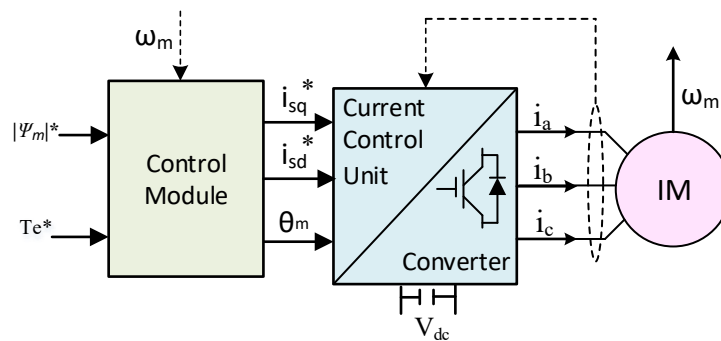 ωm
|Ψm|*
Te*
Control
Module
isq*
isd*
θm
Current
Control
Unit
Converter
Vdc
ia
ib
ic
IM
ωm